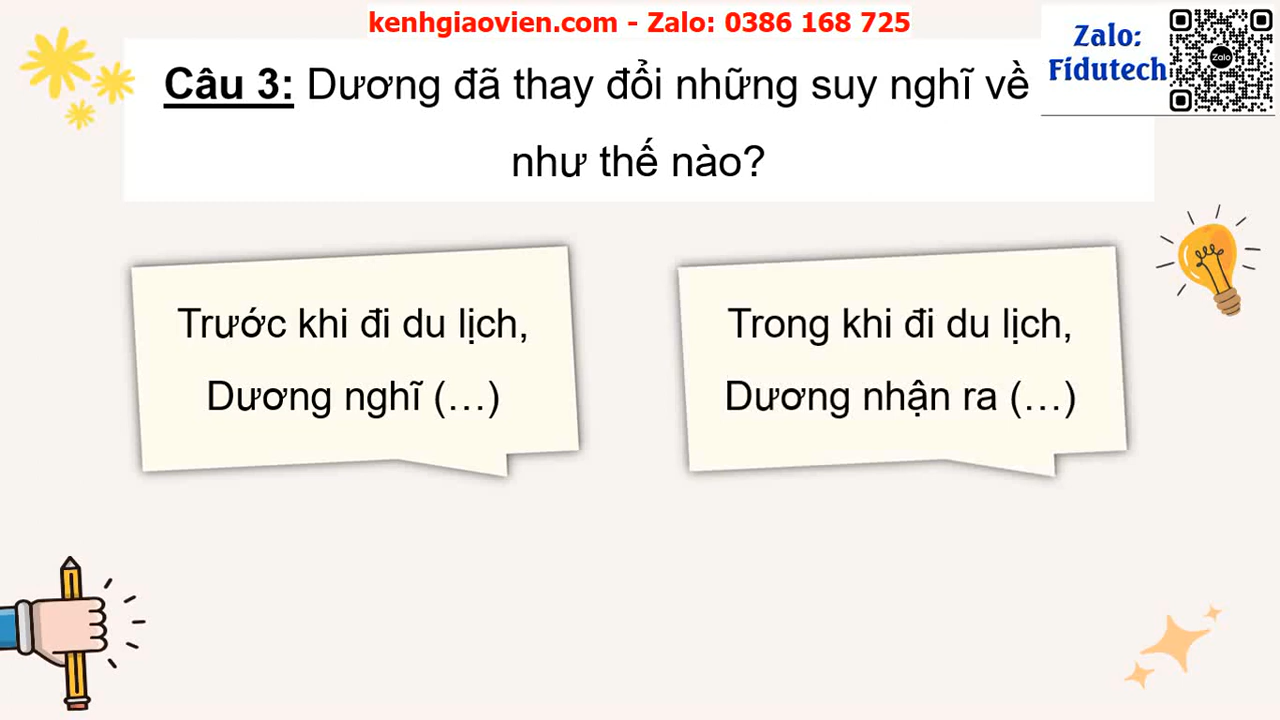 kenhgiaovien.com - Zalo: 0386 168 725
Zalo:
Fidutech
Zalo
Câu 3: Dương đã thay đổi những suy nghĩ về
như thế nào?
Trước khi đi du lịch,
Dương nghĩ (…)
Trong khi đi du lịch,
Dương nhận ra (…)